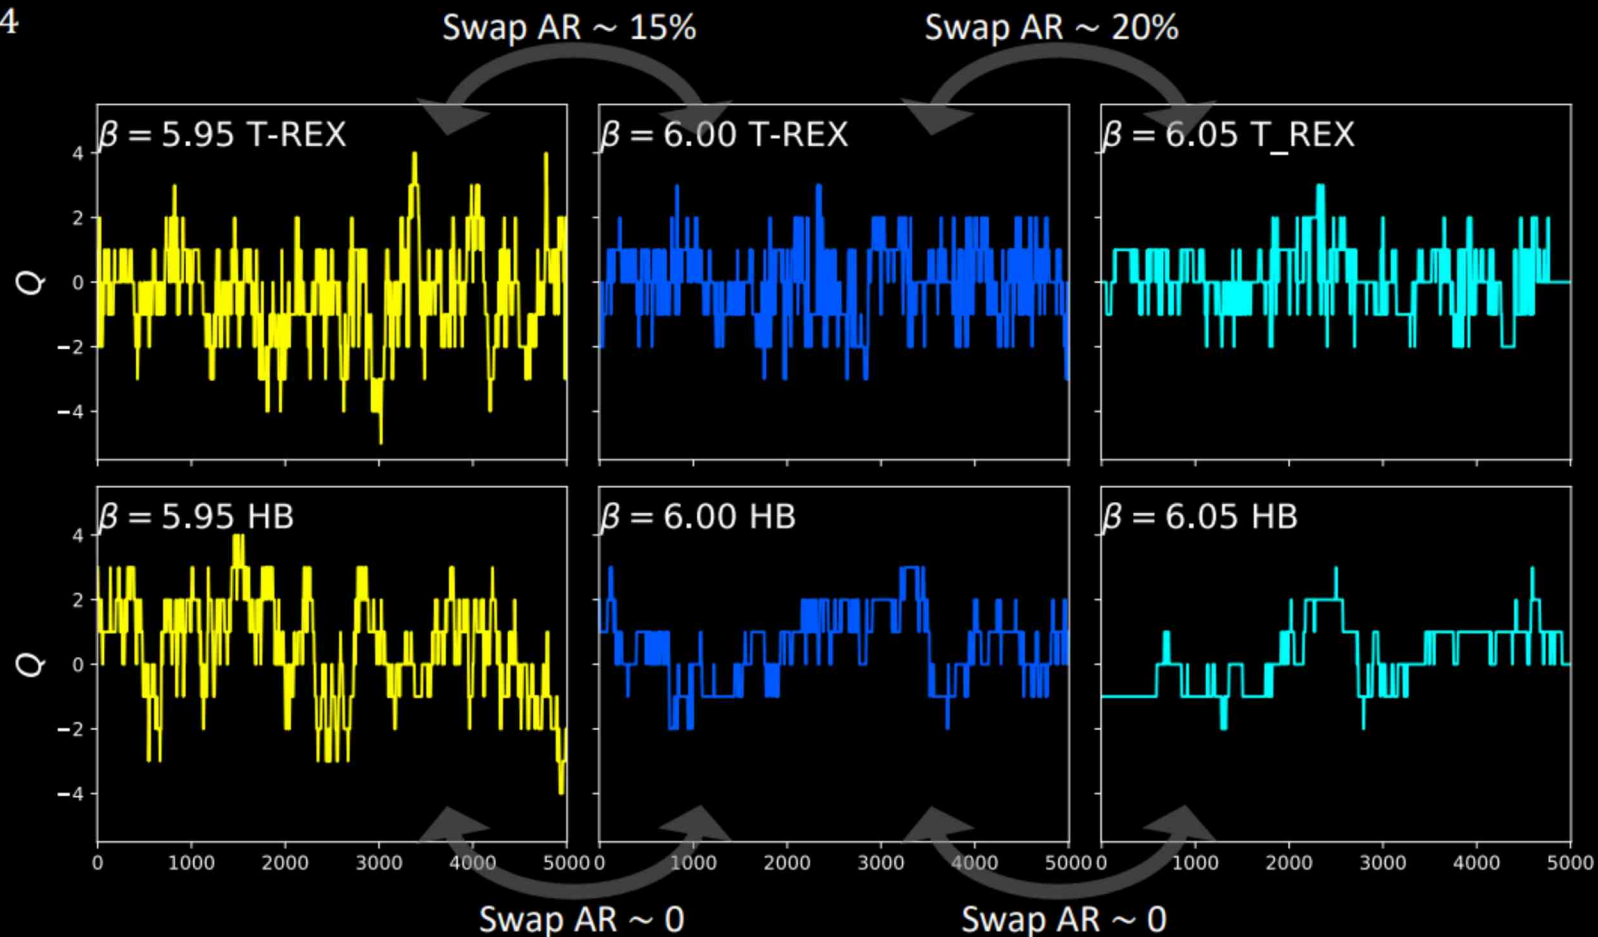 4
Swap AR ~ 15%
Swap AR ~ 20%
β = 5.95 T-REX
β = 6.00 T-REX
β = 6.05 T_REX
4
2
0
−2
−4
Q
β = 5.95 HB
β = 6.00 HB
β = 6.05 HB
4
2
0
−2
−4
Q
0 1000 2000 3000 4000 5000
0 1000 2000 3000 4000 5000
0 1000 2000 3000 4000 5000
Swap AR ~ 0
Swap AR ~ 0